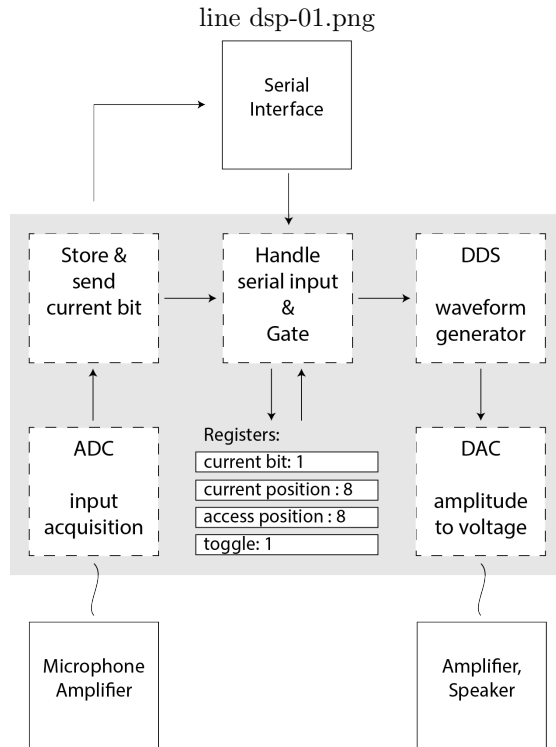 line dsp-01.png
Serial
Interface
Store &
send
current bit
Handle
serial input
&
Gate
DDS
waveform
generator
ADC
input
acquisition
Registers:
current bit: 1
current position : 8
access position : 8
toggle: 1
DAC
amplitude
to voltage
Microphone
Amplifier
Amplifier,
Speaker